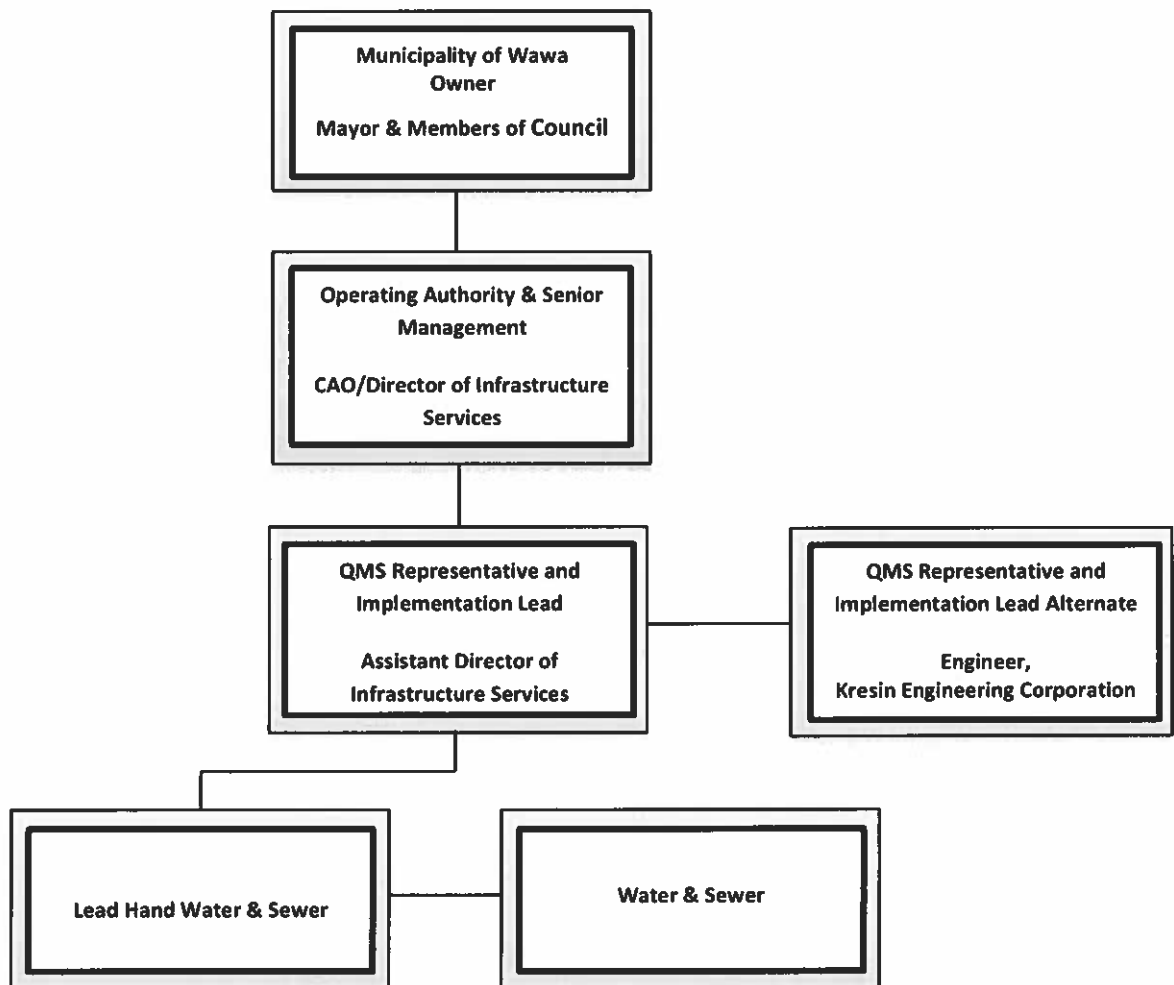 Municipality of Wawa
Owner
Mayor & Members of Council
Operating Authority & Senior
Management
CAO/Director of Infrastructure
Services
QMS Representative and
Implementation Lead
Assistant Director of
Infrastructure Services
QMS Representative and
Implementation Lead Alternate
Engineer,
Kresin Engineering Corporation
Lead Hand Water & Sewer
Water & Sewer